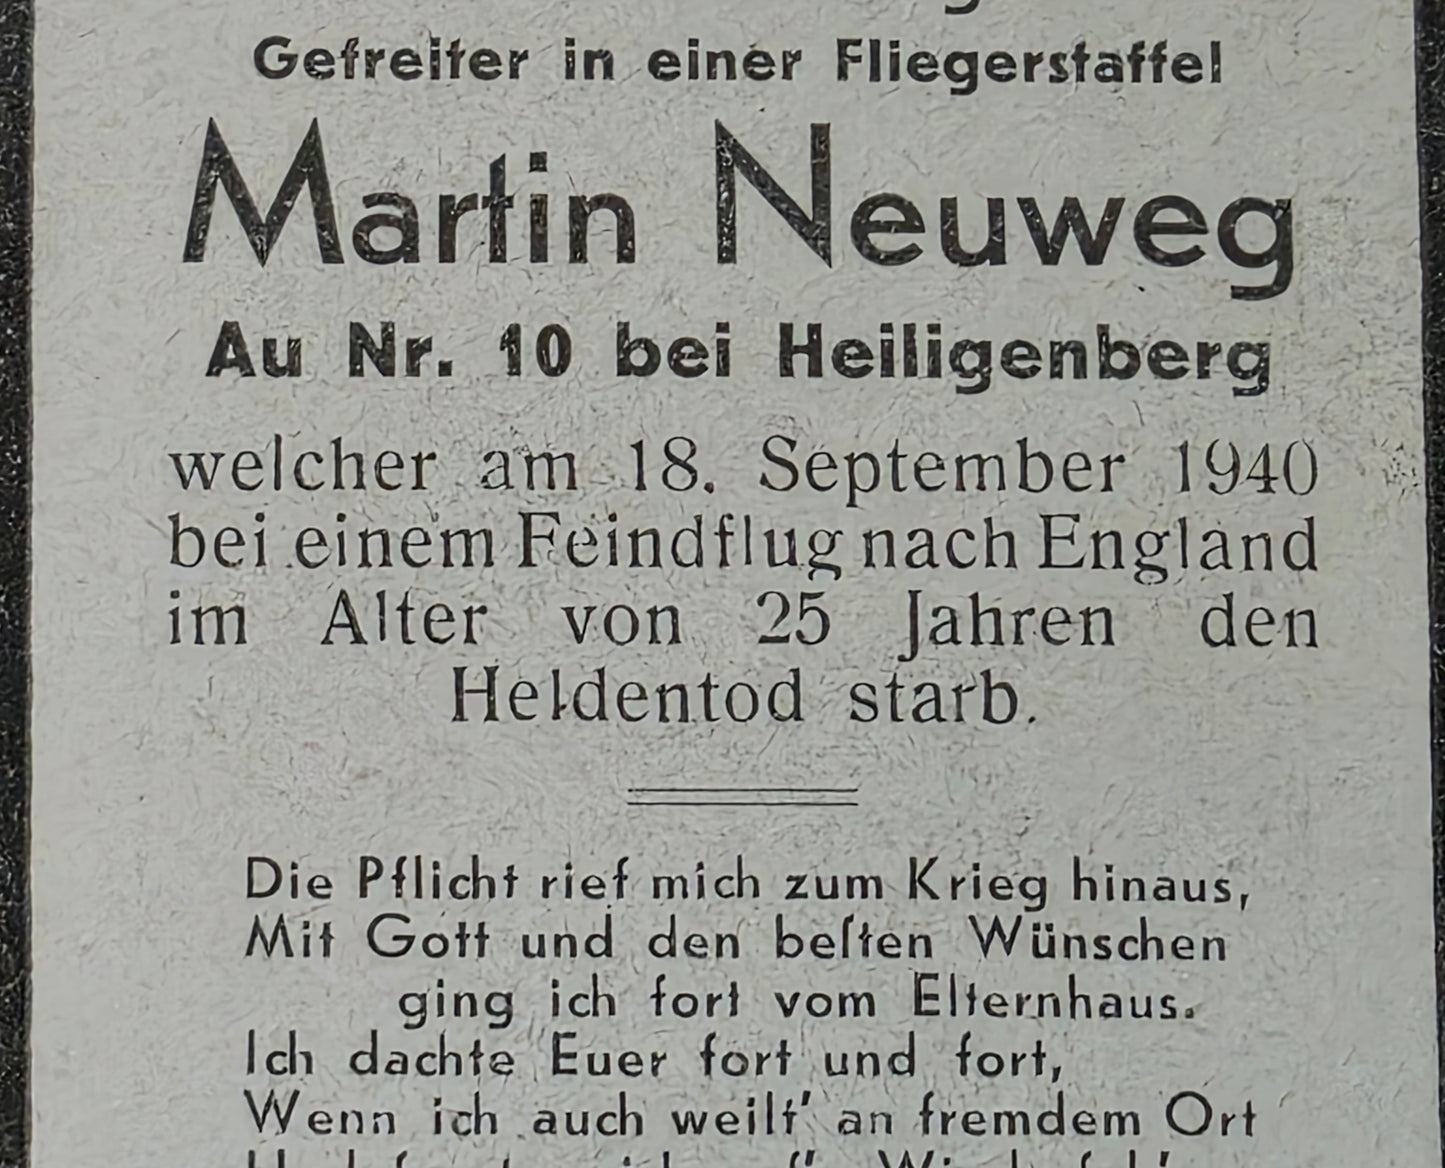 Gefreiter in einer Fliegerstaffel
Martin Neuweg
Au Nr. 10 bei Heiligenberg
welcher am 18. September 1940
bei einem Feindflug nach England
im Alter von 25 Jahren den
Heldentod starb.
Die Pflicht rief mich zum Krieg hinaus,
Mit Gott und den beſten Wünschen
ging ich fort vom Elternhaus.
Ich dachte Euer fort und fort,
Wenn ich auch weilt' an fremdem Ort